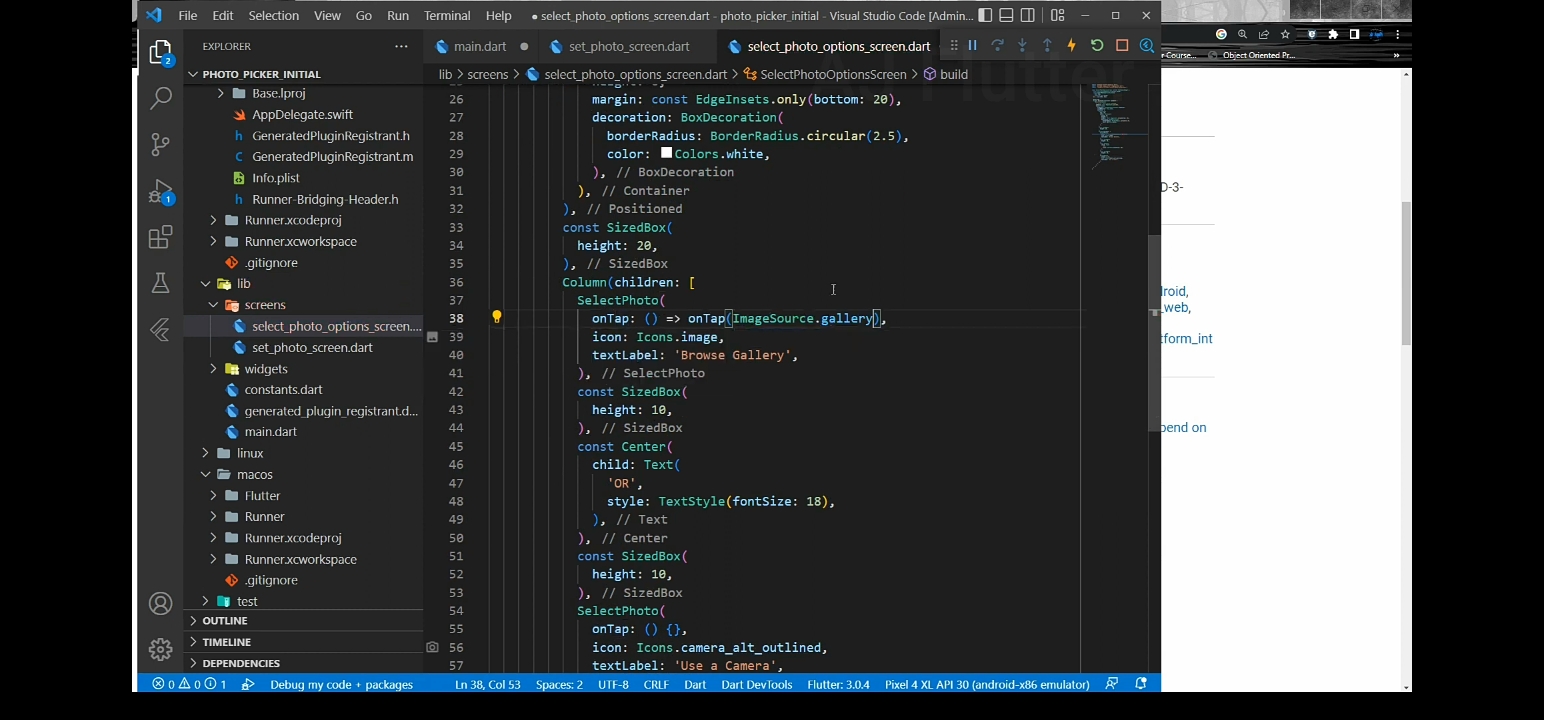 File Edit Selection View Go Run Terminal Help
● select_photo_options_screen.dart - photo_picker_initial - Visual Studio Code [Admin...
EXPLORER
main.dart
set_photo_screen.dart
select_photo_options_screen.dart
PHOTO_PICKER_INITIAL
lib > screens > select_photo_options_screen.dart > SelectPhotoOptionsScreen > build
Base.lproj
AppDelegate.swift
GeneratedPluginRegistrant.h
GeneratedPluginRegistrant.m
Info.plist
Runner-Bridging-Header.h
Runner.xcodeproj
Runner.xcworkspace
.gitignore
lib
screens
select_photo_options_screen....
set_photo_screen.dart
widgets
constants.dart
generated_plugin_registrant.d...
main.dart
linux
macos
Flutter
Runner
Runner.xcodeproj
Runner.xcworkspace
.gitignore
test
OUTLINE
TIMELINE
DEPENDENCIES
2
1
26 margin: const EdgeInsets.only(bottom: 20),
27 decoration: BoxDecoration(
28 borderRadius: BorderRadius.circular(2.5),
29 color: Colors.white,
30 ), // BoxDecoration
31 ), // Container
32 ), // Positioned
33 const SizedBox(
34 height: 20,
35 ), // SizedBox
36 Column(children: [
37 SelectPhoto(
38 onTap: () => onTap(ImageSource.gallery),
39 icon: Icons.image,
40 textLabel: 'Browse Gallery',
41 ), // SelectPhoto
42 const SizedBox(
43 height: 10,
44 ), // SizedBox
45 const Center(
46 child: Text(
47 'OR',
48 style: TextStyle(fontSize: 18),
49 ), // Text
50 ), // Center
51 const SizedBox(
52 height: 10,
53 ), // SizedBox
54 SelectPhoto(
55 onTap: () {},
56 icon: Icons.camera_alt_outlined,
57 textLabel: 'Use a Camera',
0 0 1 Debug my code + packages Ln 38, Col 53 Spaces: 2 UTF-8 CRLF Dart Dart DevTools Flutter: 3.0.4 Pixel 4 XL API 30 (android-x86 emulator)
-Course... Object Oriented Pr... »
D-3-
droid,
_web,
tform_int
pend on